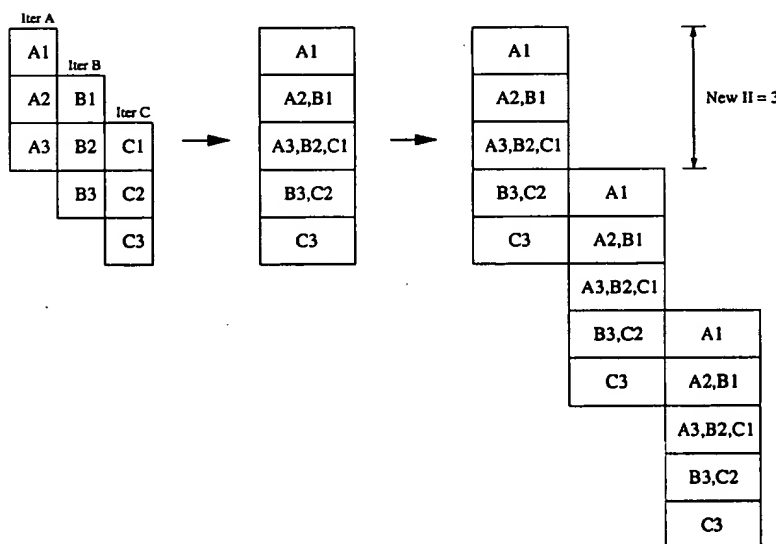 Iter A
A1
A2
A3
Iter B
B1
B2
B3
Iter C
C1
C2
C3
A1
A2,B1
A3,B2,C1
B3,C2
C3
A1
A2,B1
A3,B2,C1
B3,C2
C3
A1
A2,B1
A3,B2,C1
B3,C2
C3
A1
A2,B1
A3,B2,C1
B3,C2
C3
New II = 3